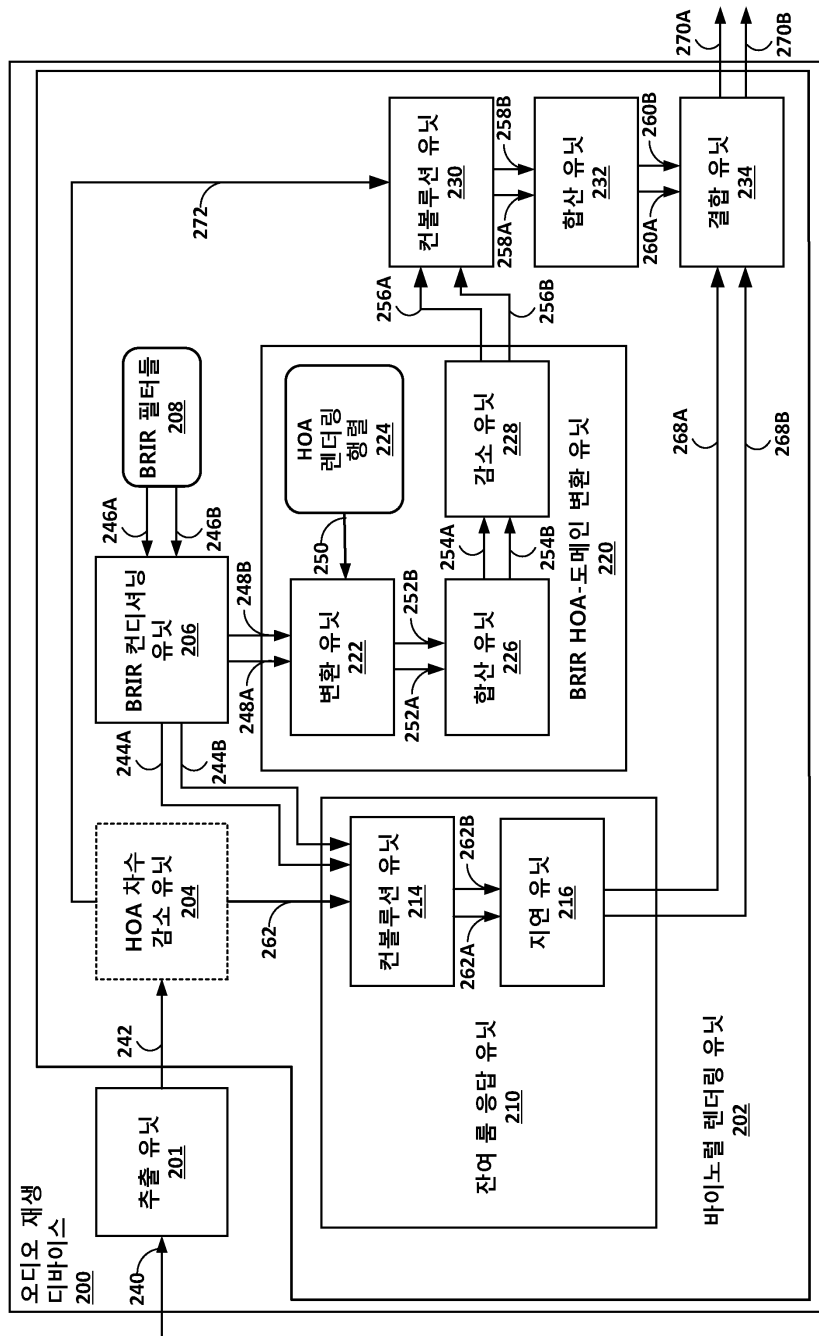 오디오 재생
디바이스
200
240
추출 유닛
201
242
HOA 차수
감소 유닛
204
262
272
244A
244B
BRIR 컨디셔닝
유닛
206
246A
246B
BRIR 필터들
208
248A
248B
변환 유닛
222
250
HOA
렌더링
행렬
224
252A
252B
합산 유닛
226
254A
254B
감소 유닛
228
BRIR HOA-도메인 변환 유닛
220
256A
256B
컨볼루션 유닛
230
258A
258B
합산 유닛
232
260A
260B
결합 유닛
234
270A
270B
컨볼루션 유닛
214
262A
262B
지연 유닛
216
잔여 룸 응답 유닛
210
268A
268B
바이노럴 렌더링 유닛
202